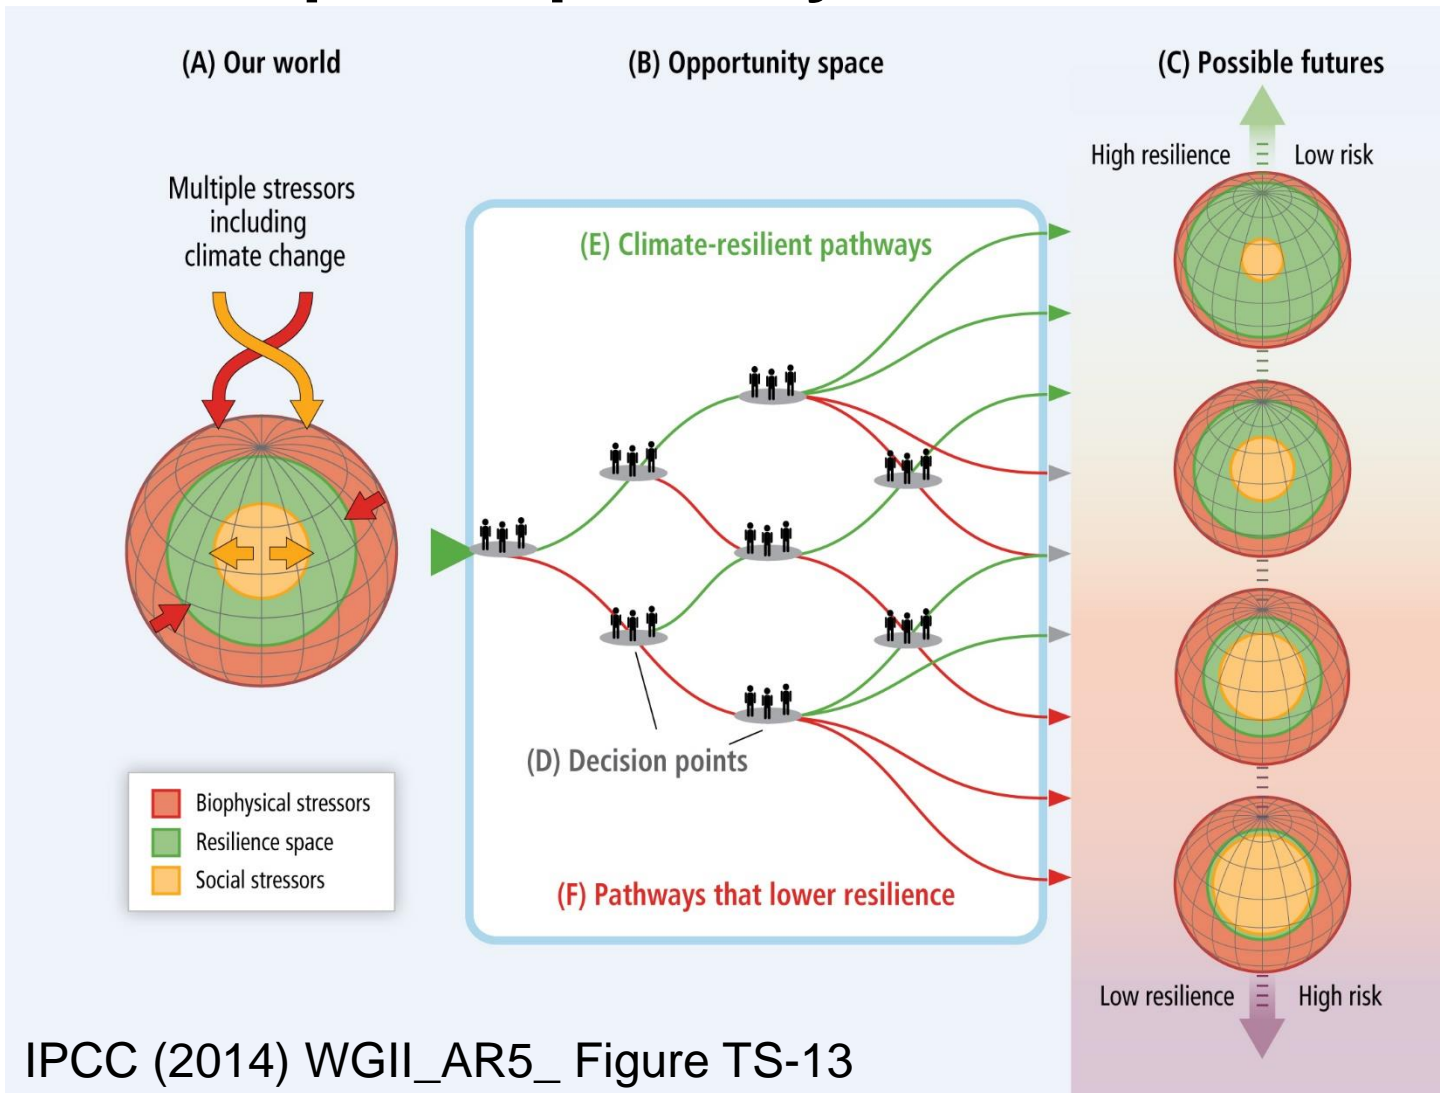 (A) Our world
(B) Opportunity space
(C) Possible futures
Multiple stressors
including
climate change
High resilience
Low risk
(E) Climate-resilient pathways
(D) Decision points
(F) Pathways that lower resilience
Biophysical stressors
Resilience space
Social stressors
Low resilience
High risk
IPCC (2014) WGII_AR5_ Figure TS-13